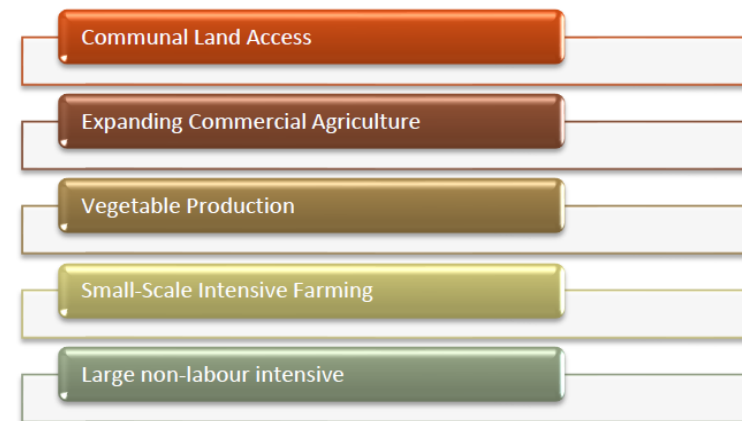 Communal Land Access
Expanding Commercial Agriculture
Vegetable Production
Small-Scale Intensive Farming
Large non-labour intensive